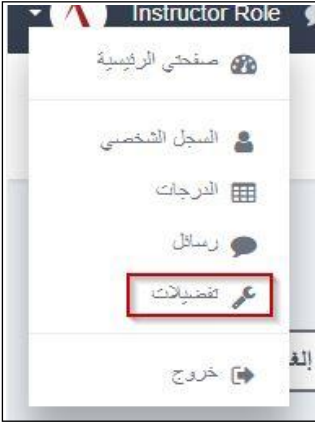 Instructor Role
صفحتي الرئيسية
السجل الشخصي
الدرجات
رسائل
تفضيلات
خروج